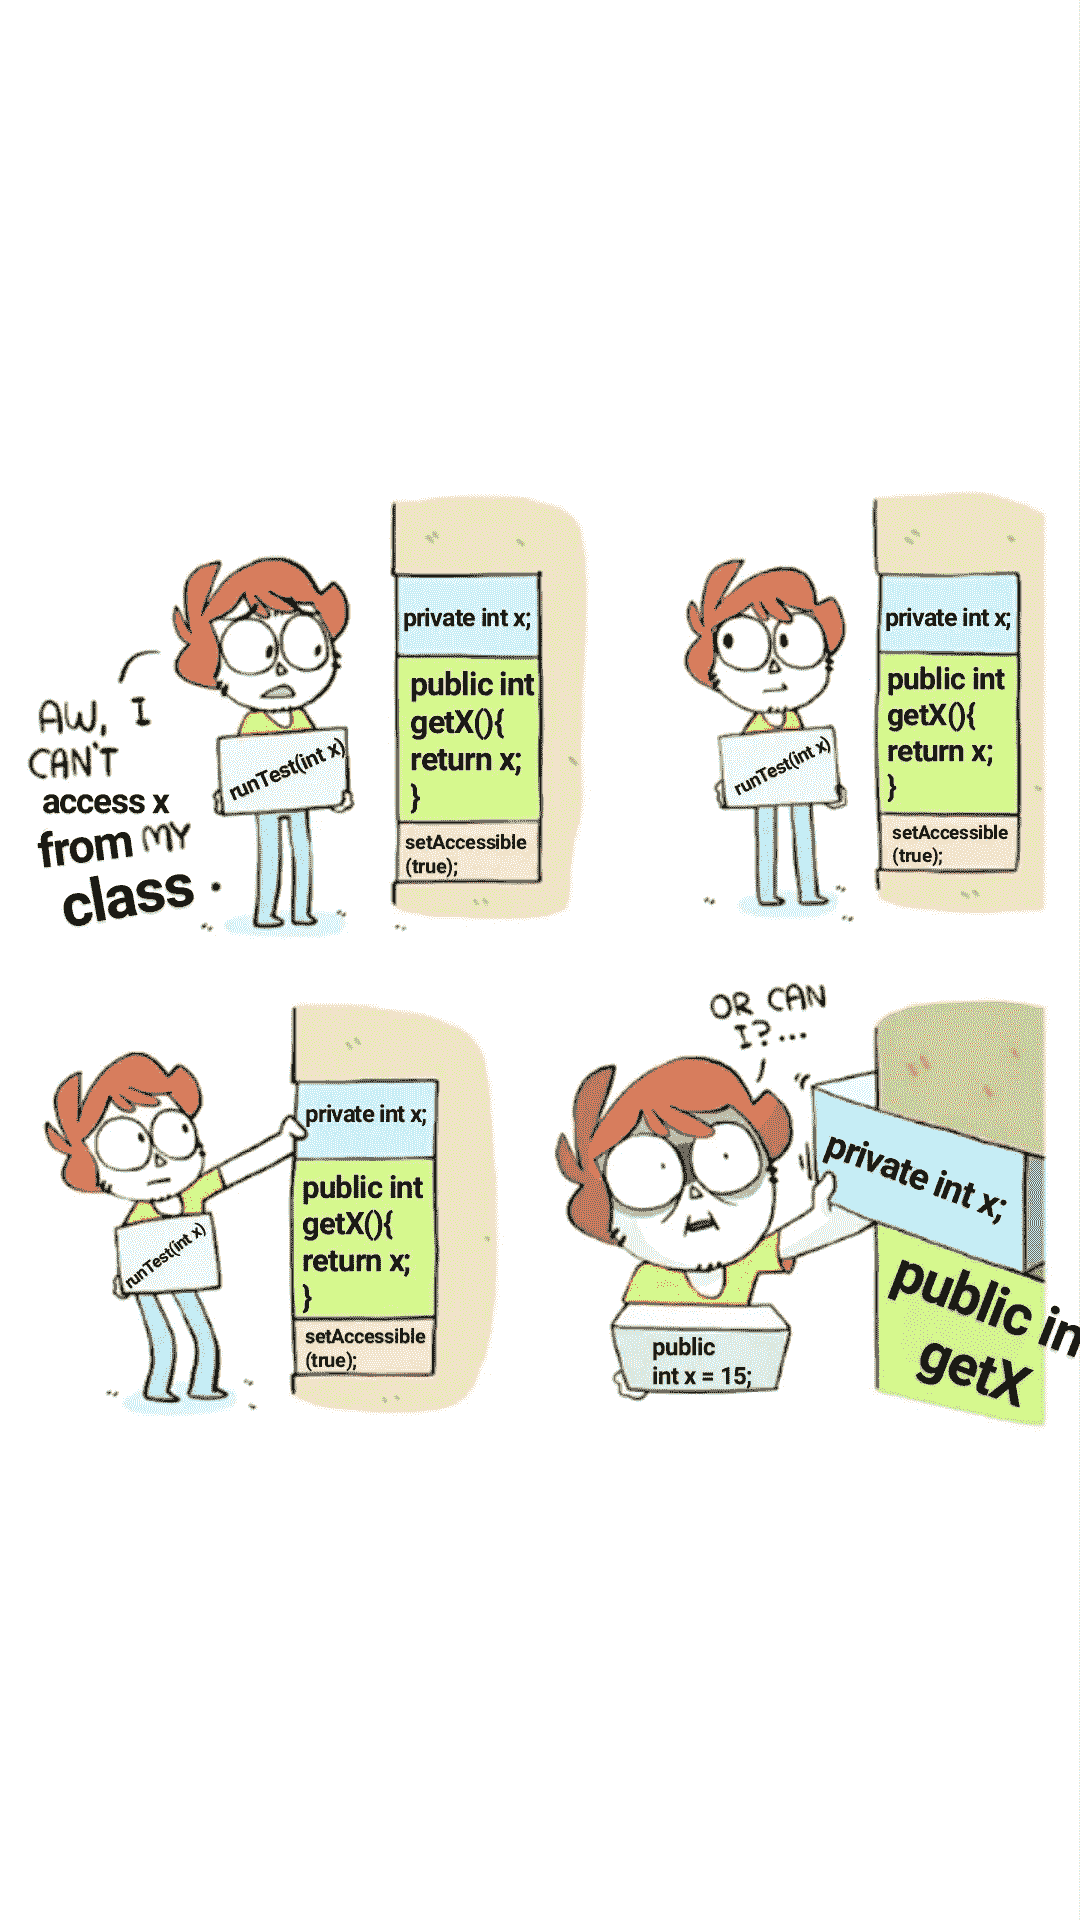 AW, I
CAN'T
access x
from MY
class.
runTest(int x)
private int x;
public int
getX(){
return x;
}
setAccessible
(true);
runTest(int x)
private int x;
public int
getX(){
return x;
}
setAccessible
(true);
runTest(int x)
private int x;
public int
getX(){
return x;
}
setAccessible
(true);
OR CAN
I?...
private int x;
public in
getX
public
int x = 15;